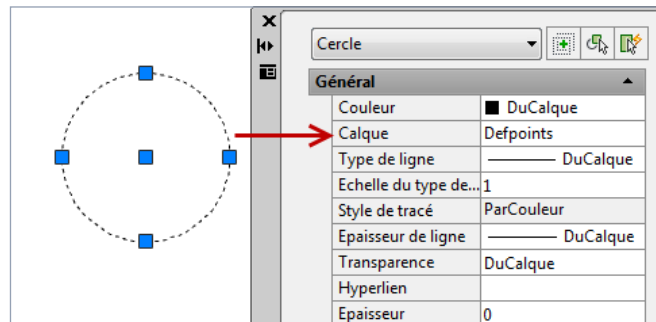 Cercle
Général
Couleur DuCalque
Calque Defpoints
Type de ligne DuCalque
Echelle du type de... 1
Style de tracé ParCouleur
Epaisseur de ligne DuCalque
Transparence DuCalque
Hyperlien
Epaisseur 0